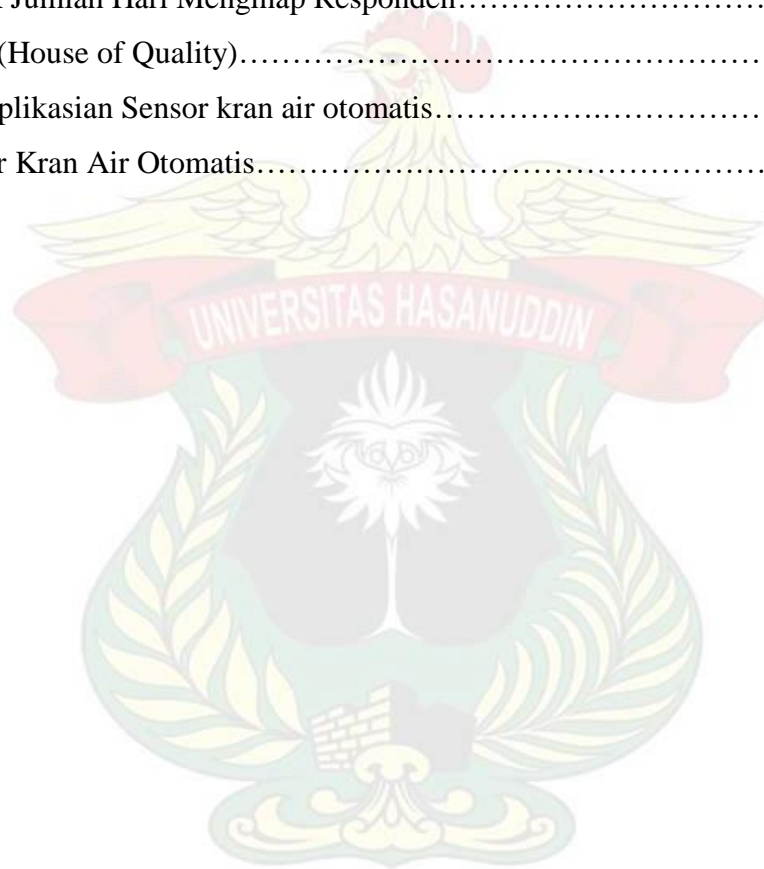 Jumlah Hari Menginap Responden……………………………
(House of Quality)………………………………………………
plikasian Sensor kran air otomatis…………….………………
r Kran Air Otomatis……………………………………………
UNIVERSITAS HASANUDDIN